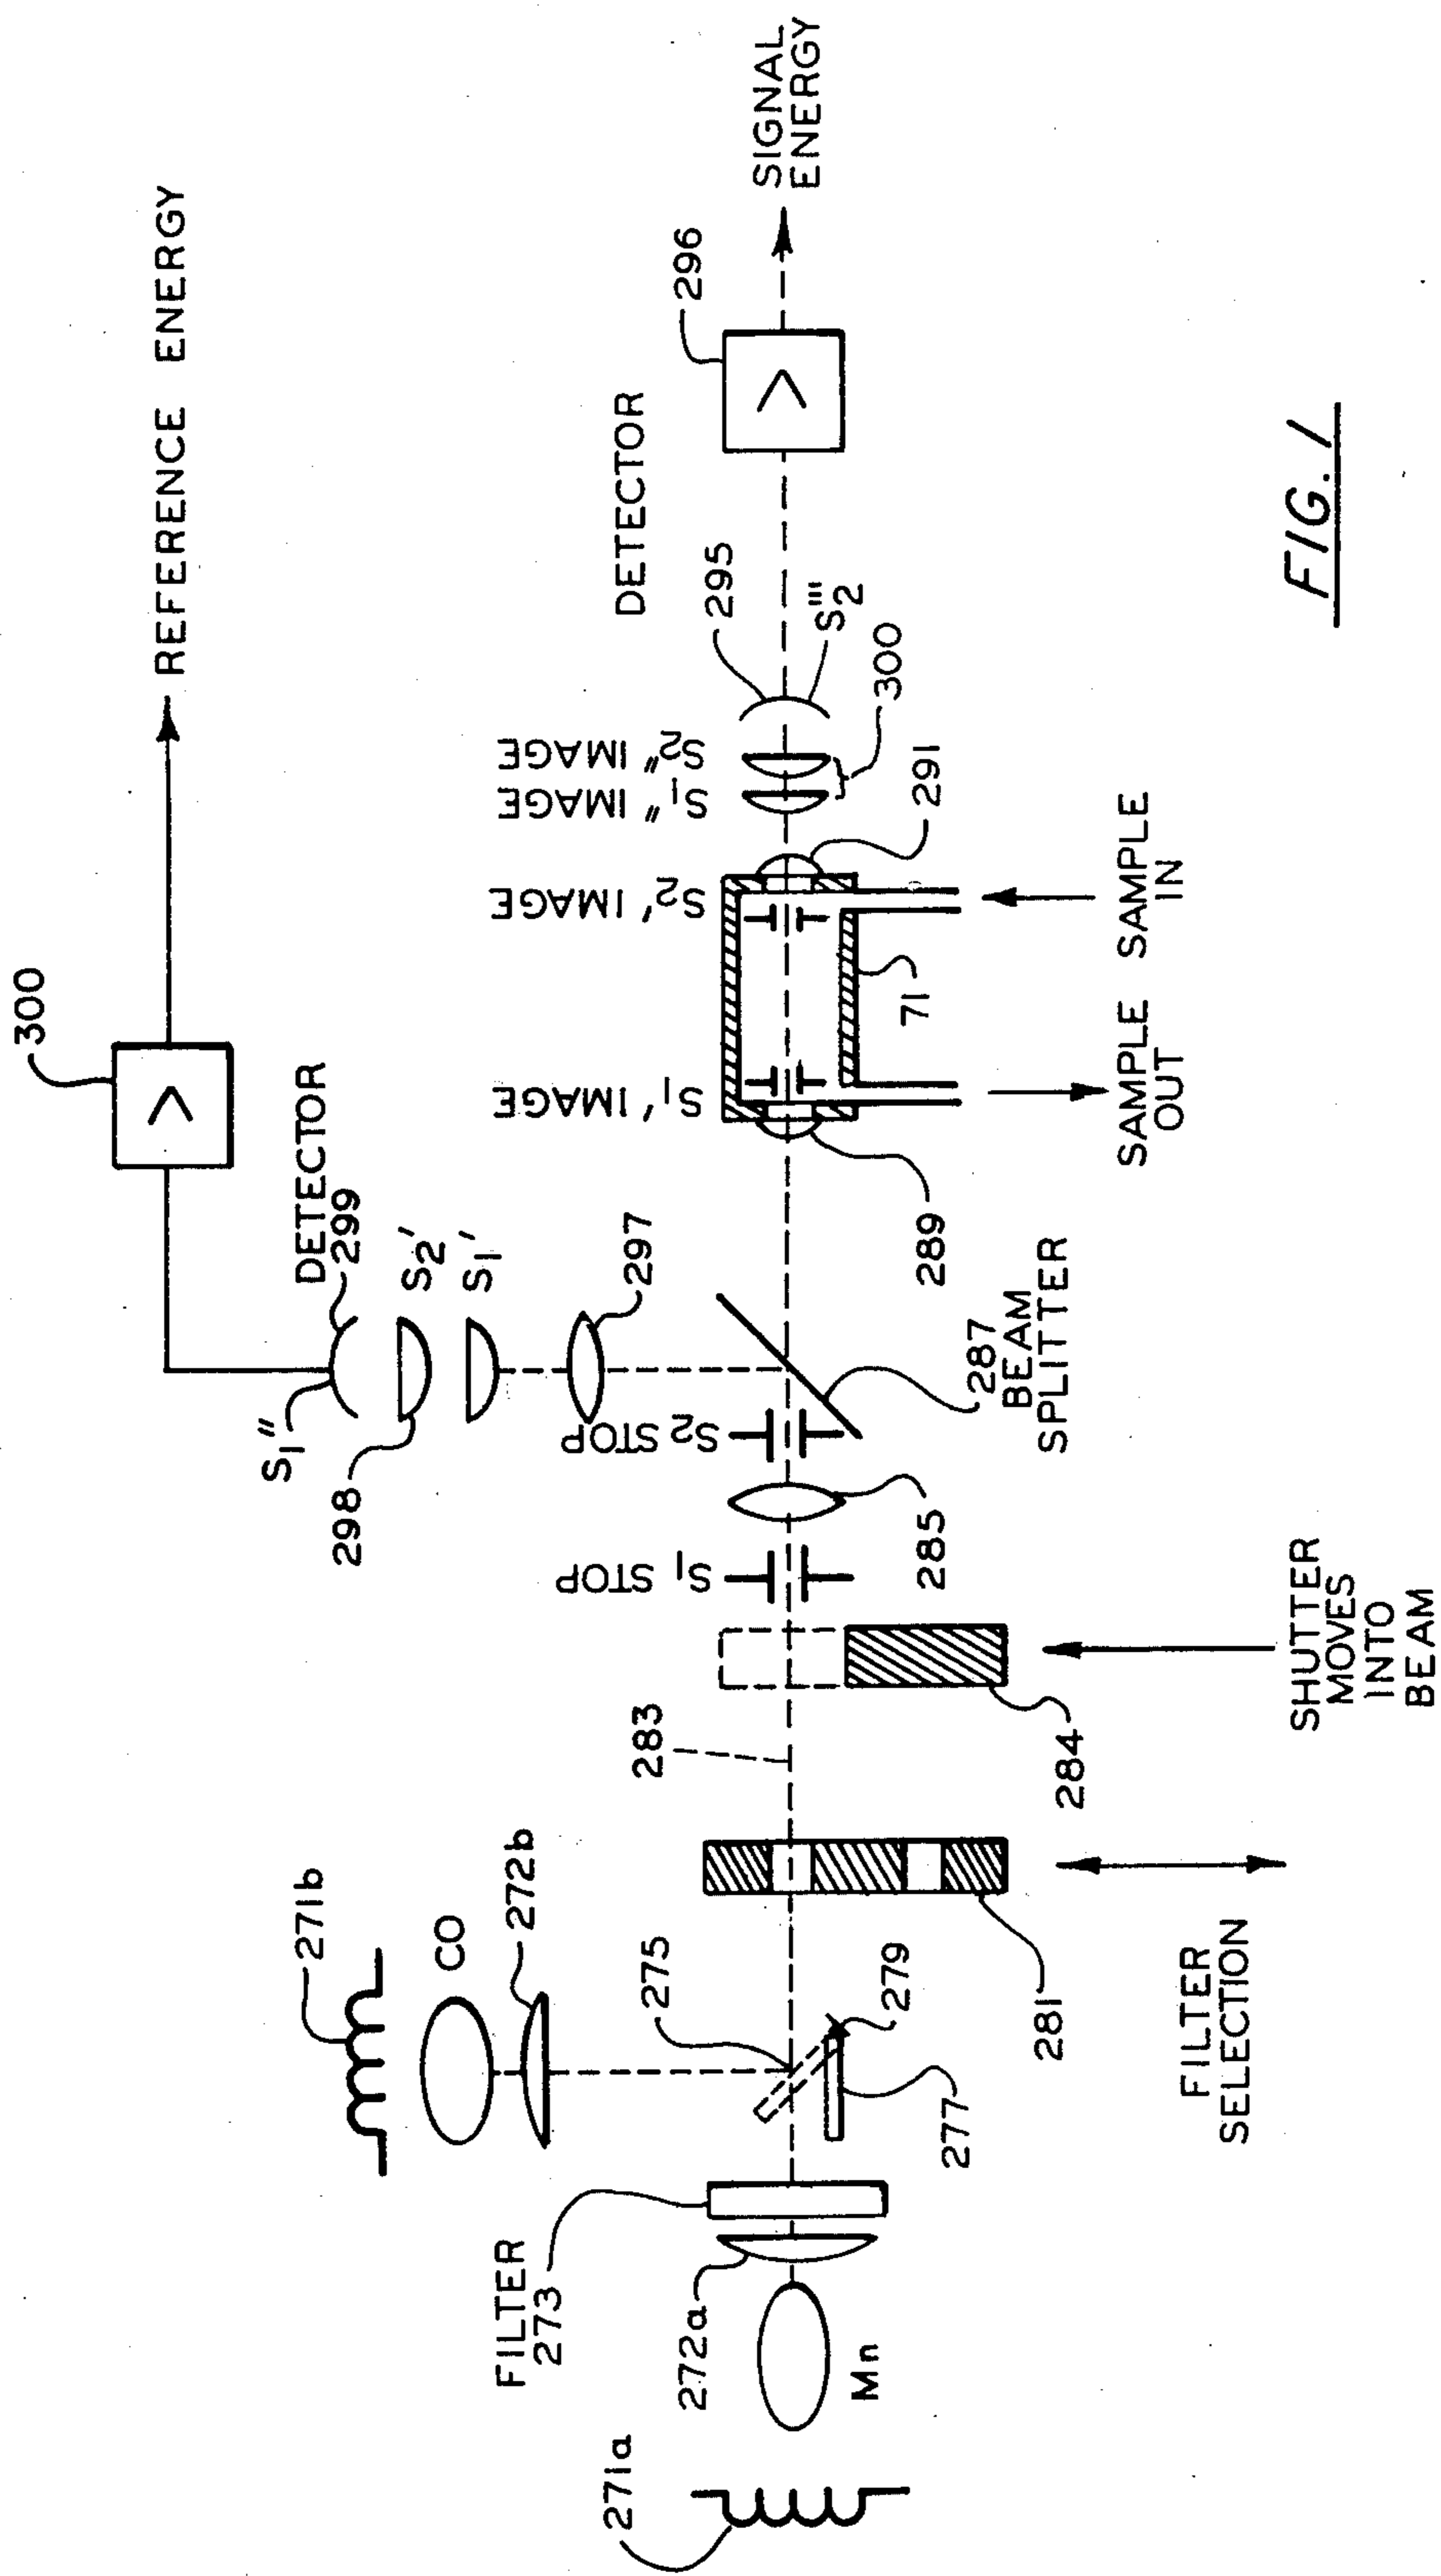 300
REFERENCE ENERGY
DETECTOR
299
S1"
S2'
S1'
298
297
271b
CO
272b
275
279
277
FILTER
273
272a
Mn
271a
281
FILTER
SELECTION
283
284
SHUTTER
MOVES
INTO
BEAM
S1 STOP
285
S2 STOP
287
BEAM
SPLITTER
289
S1' IMAGE
S2' IMAGE
71
SAMPLE
OUT
SAMPLE
IN
291
S1" IMAGE
S2" IMAGE
300
295
S2'''
DETECTOR
296
SIGNAL
ENERGY
FIG. 1